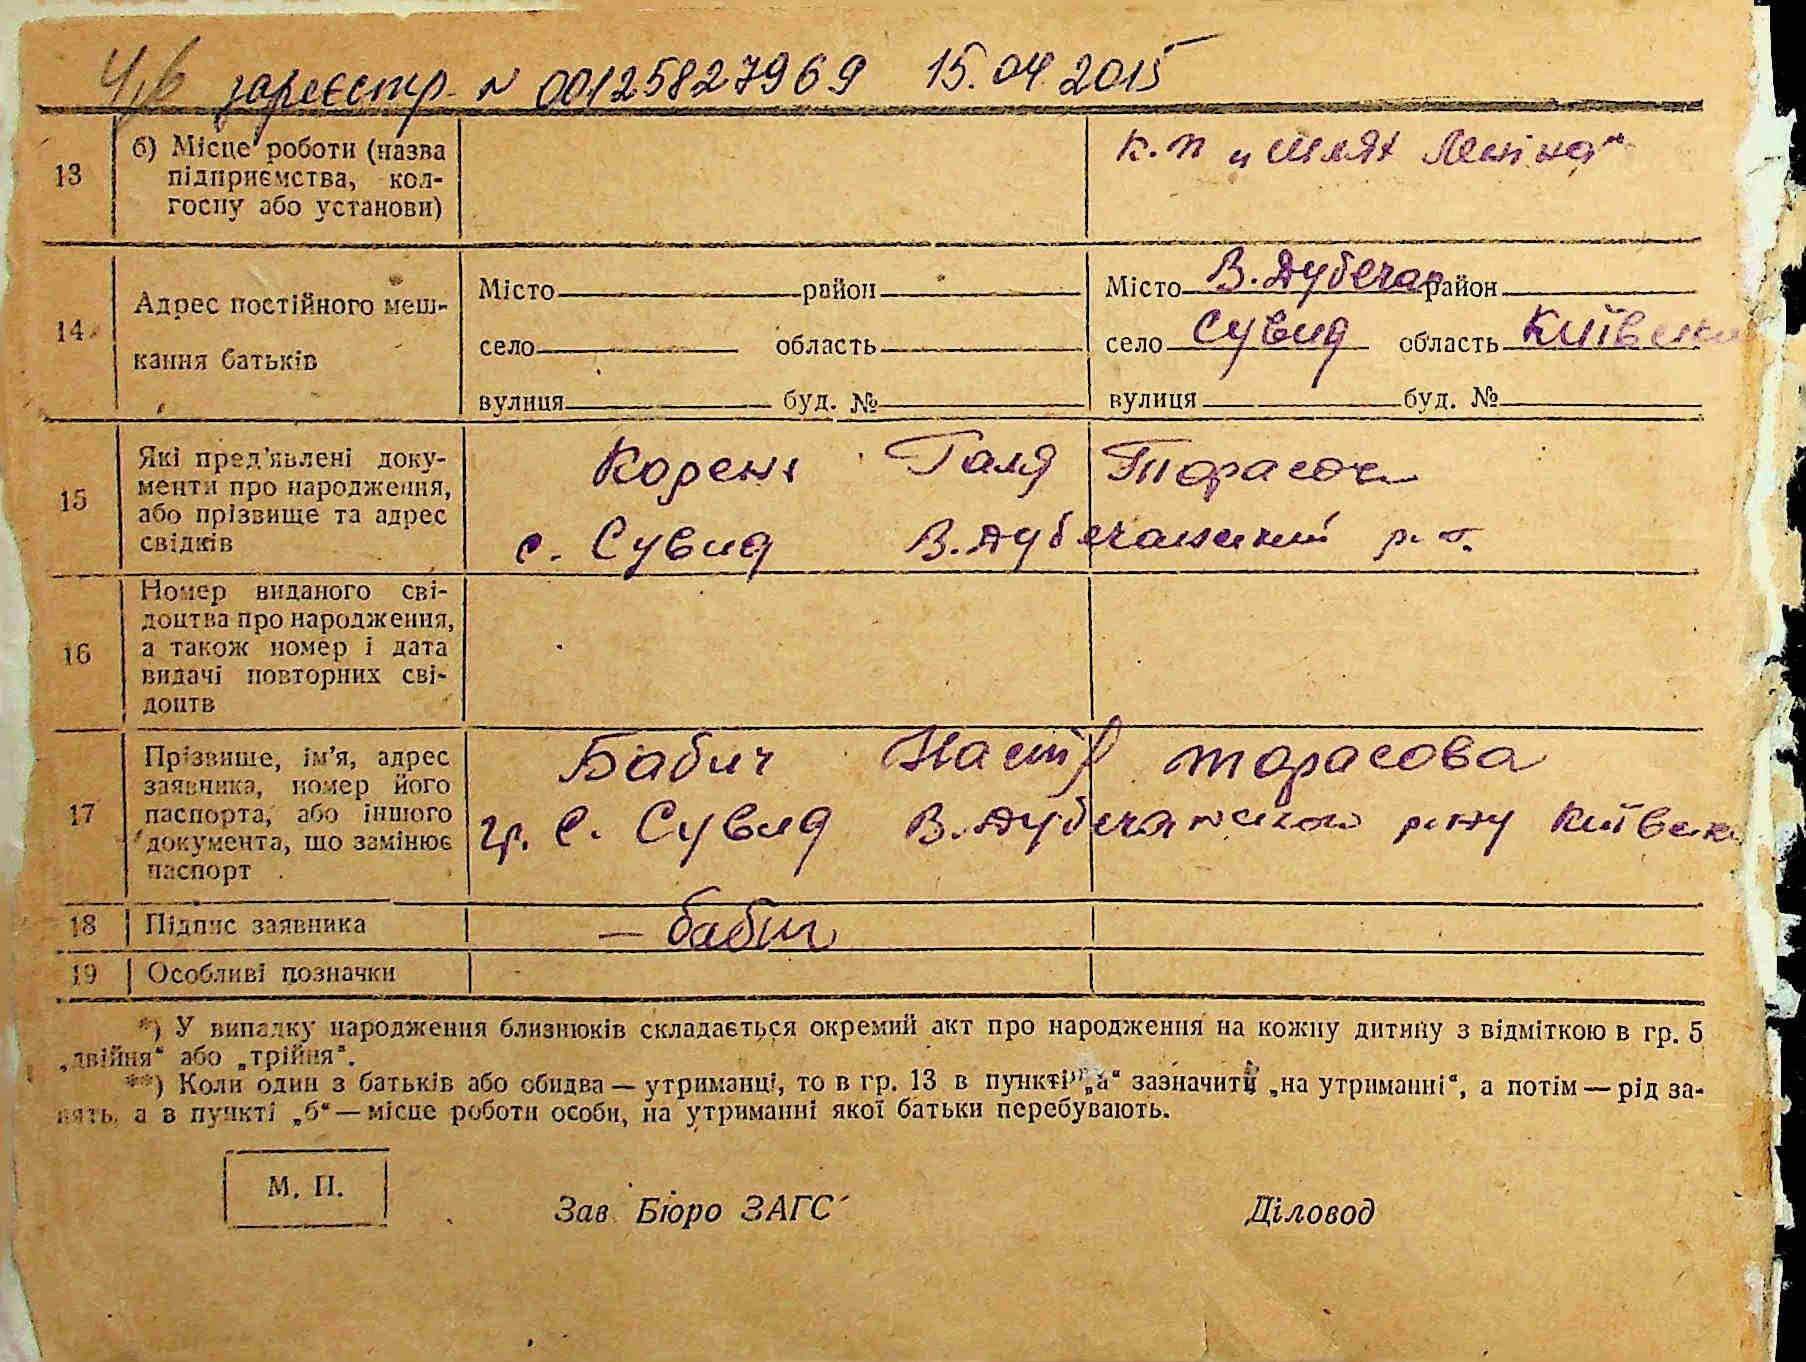 зареєстр. N 00125827969 15.04.2015
13
б) Місце роботи (назва
підприємства, кол-
госпу або установи)
к.п „Шлях Леніна"
14
Адрес постійного меш-
кання батьків
Місто район
село область
вулиця буд. №
Місто В.Дубечан район
село Сувид область Київськ
вулиця буд. №
15
Які пред'явлені доку-
менти про народження,
або прізвище та адрес
свідків
Корень Галя Тарасов
с. Сувид В.Дубечанський р-н.
16
Номер виданого сві-
доцтва про народження,
а також номер і дата
видачі повторних сві-
доцтв
17
Прізвище, ім'я, адрес
заявника, номер його
паспорта, або іншого
документа, що замінює
паспорт
Бабич Настя Тарасова
гр. с. Сувид В.Дубечанського р-ну Київськ
18
Підпис заявника
— бабич
19
Особливі позначки
*) У випадку народження близнюків складається окремий акт про народження на кожну дитину з відміткою в гр. 5
„двійня" або „трійня".
**) Коли один з батьків або обидва — утриманці, то в гр. 13 в пункті „а" зазначити „на утриманні", а потім — рід за-
нять, а в пункті „б" — місце роботи особи, на утриманні якої батьки перебувають.
М. П.
Зав. Бюро ЗАГС
Діловод